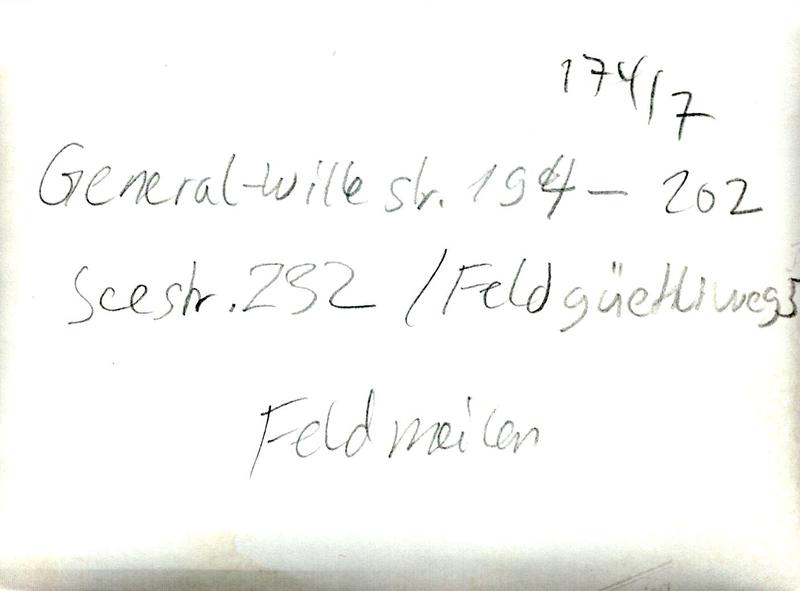 174/7
General-Wille str. 194 – 202
Seestr. 232 / Feldgüetliweg 5
Feldmeilen